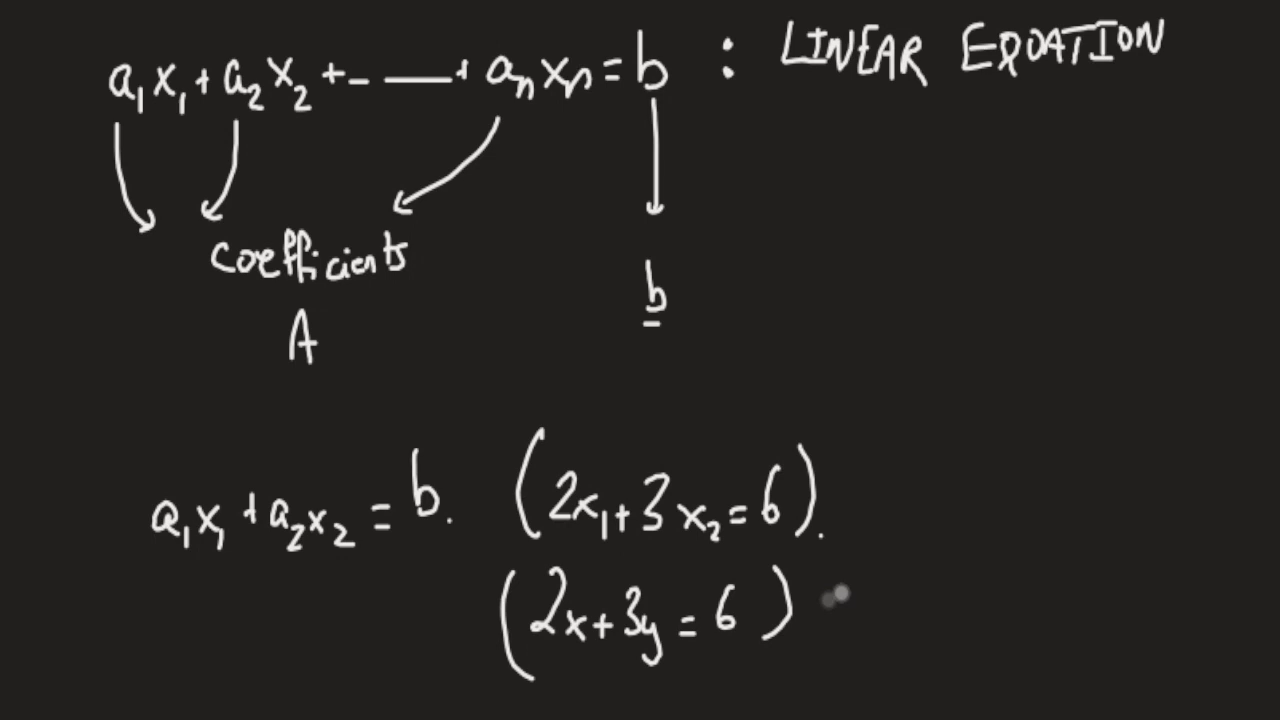 a₁x₁ + a₂x₂ + - — + aₙxₙ = b : LINEAR EQUATION
coefficients b
A
a₁x₁ + a₂x₂ = b. (2x₁ + 3x₂ = 6).
(2x + 3y = 6)